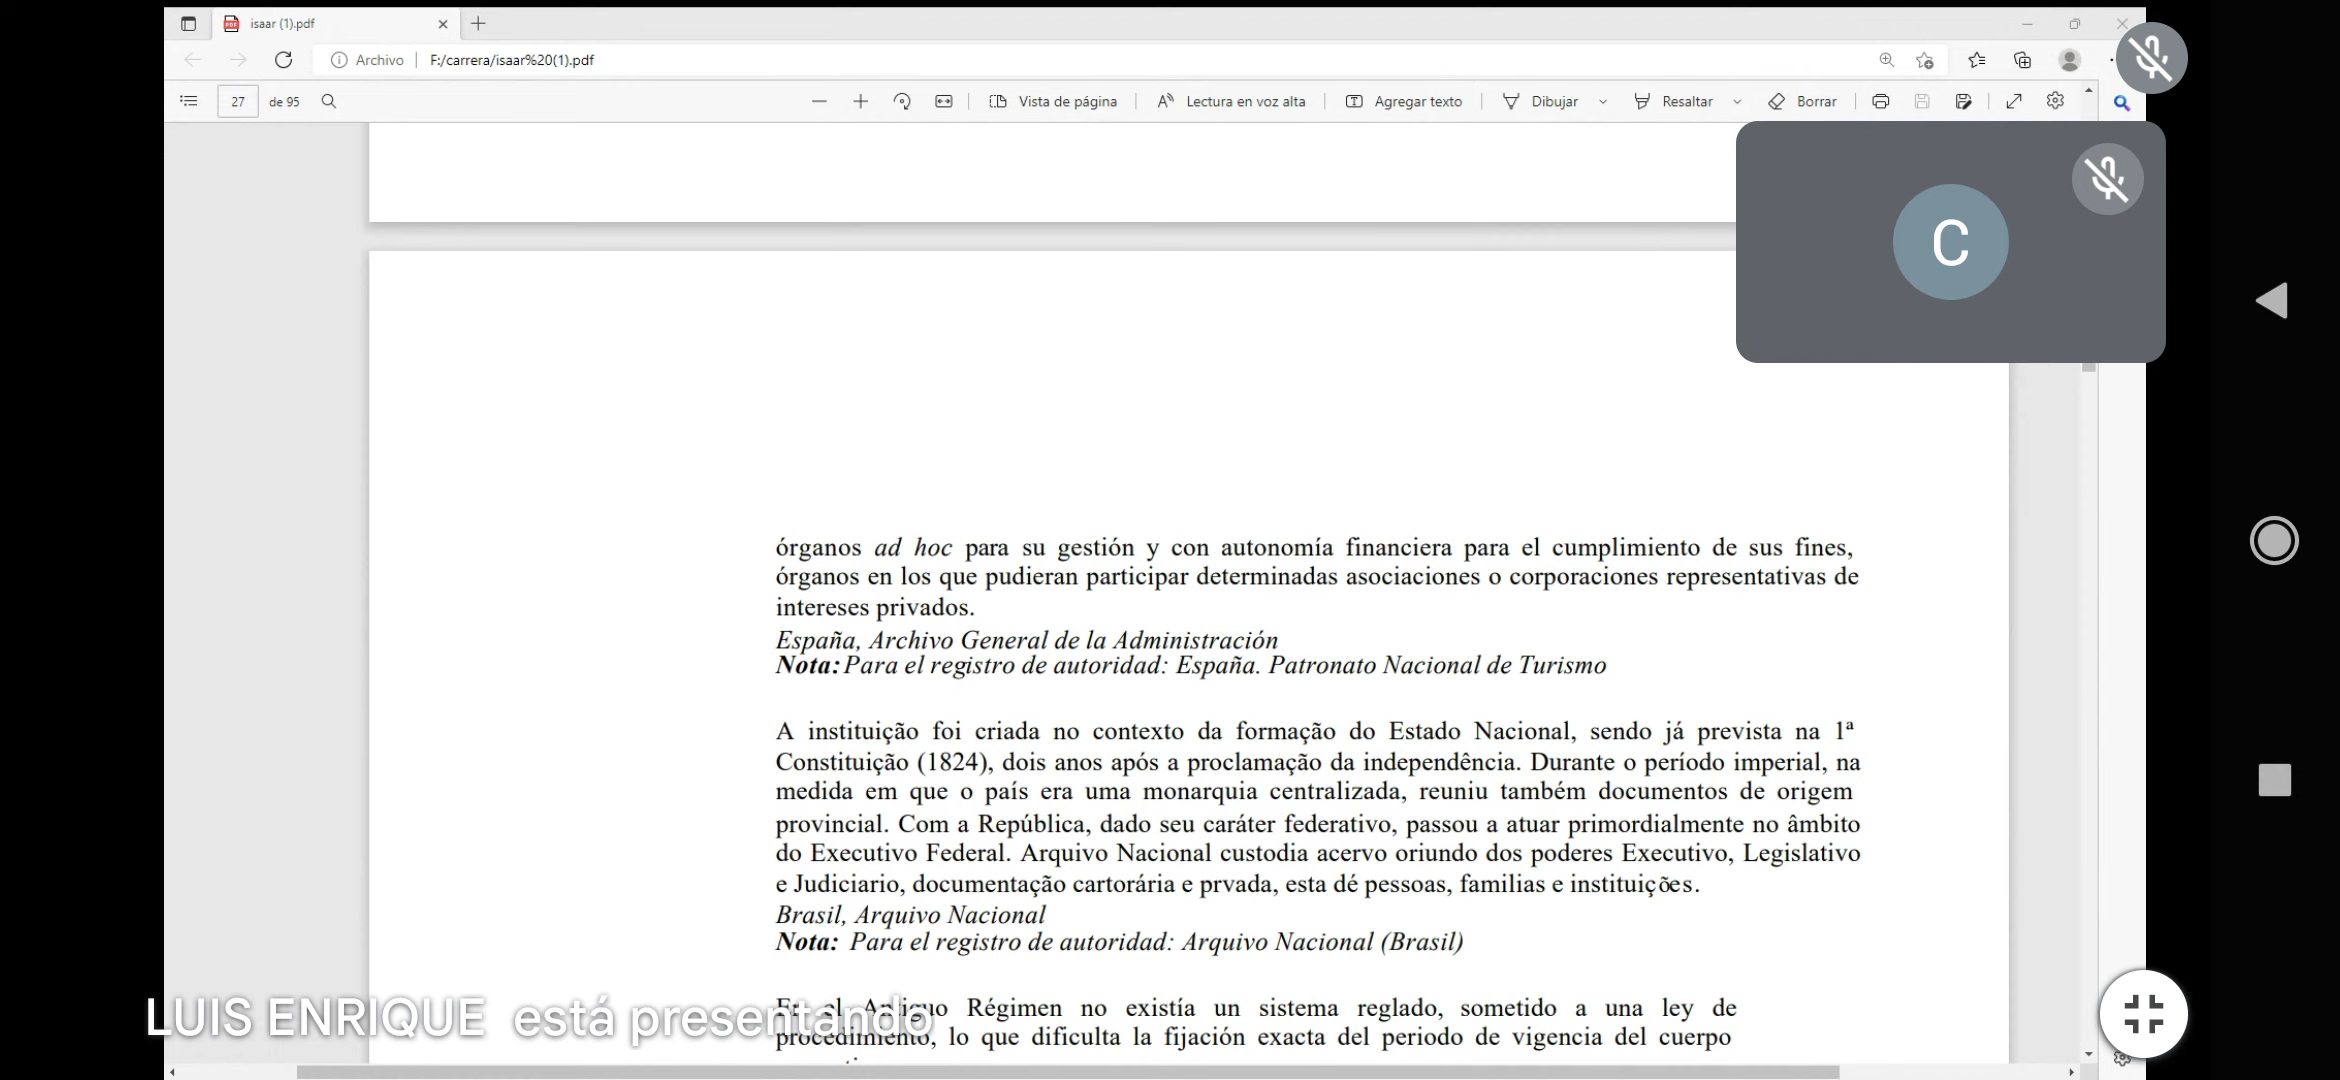 isaar (1).pdf
Archivo F:/carrera/isaar%20(1).pdf
27 de 95 Vista de página Lectura en voz alta Agregar texto Dibujar Resaltar Borrar
C
órganos ad hoc para su gestión y con autonomía financiera para el cumplimiento de sus fines,
órganos en los que pudieran participar determinadas asociaciones o corporaciones representativas de
intereses privados.
España, Archivo General de la Administración
Nota: Para el registro de autoridad: España. Patronato Nacional de Turismo
A instituição foi criada no contexto da formação do Estado Nacional, sendo já prevista na 1ª
Constituição (1824), dois anos após a proclamação da independência. Durante o período imperial, na
medida em que o país era uma monarquia centralizada, reuniu também documentos de origem
provincial. Com a República, dado seu caráter federativo, passou a atuar primordialmente no âmbito
do Executivo Federal. Arquivo Nacional custodia acervo oriundo dos poderes Executivo, Legislativo
e Judiciario, documentação cartorária e prvada, esta dé pessoas, familias e instituições.
Brasil, Arquivo Nacional
Nota: Para el registro de autoridad: Arquivo Nacional (Brasil)
En el Antiguo Régimen no existía un sistema reglado, sometido a una ley de
procedimiento, lo que dificulta la fijación exacta del periodo de vigencia del cuerpo
LUIS ENRIQUE está presentando